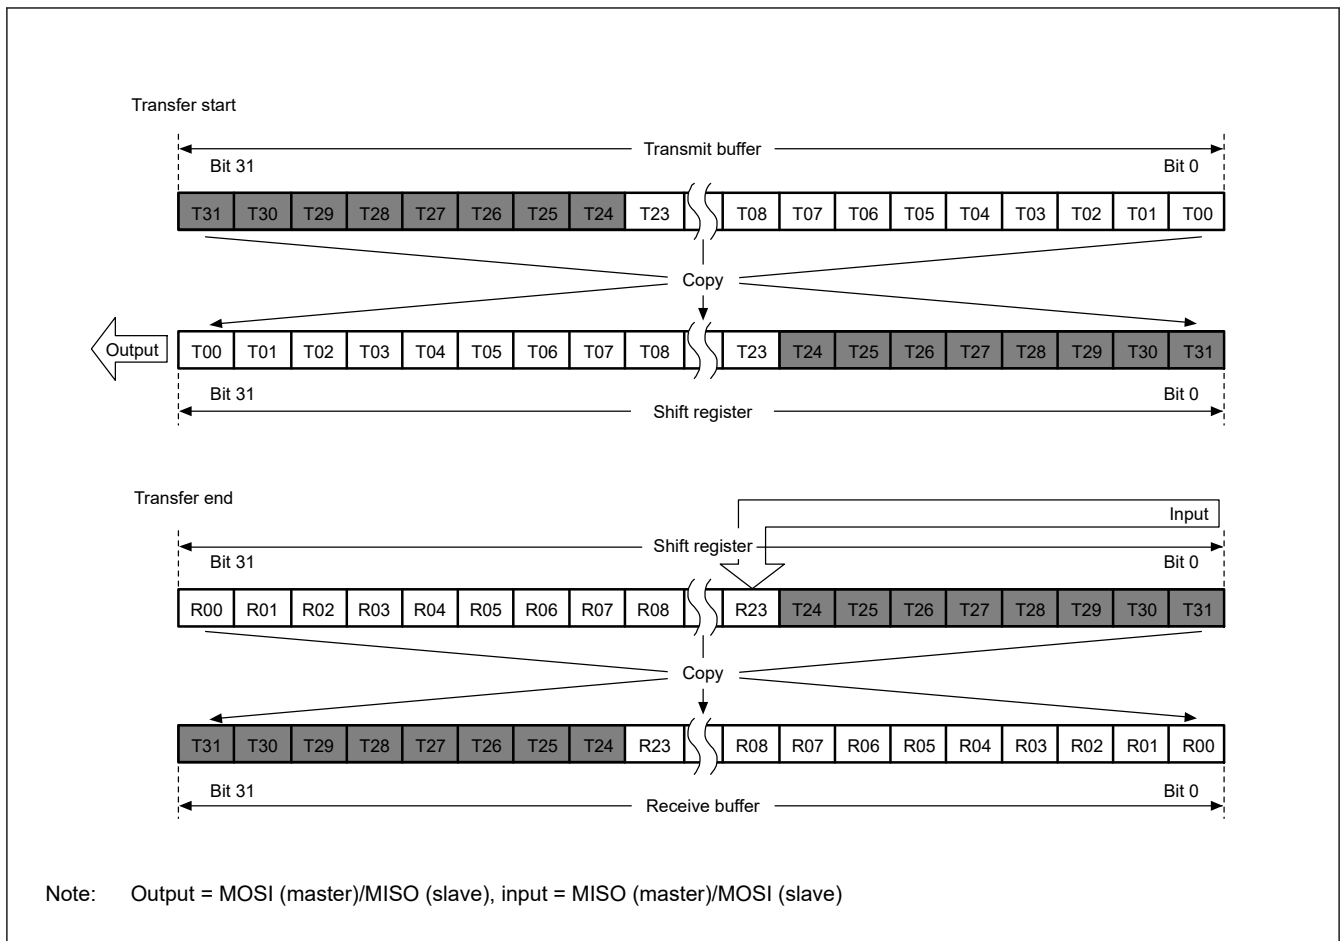 Transfer start
Transmit buffer
Bit 31 Bit 0
T31 T30 T29 T28 T27 T26 T25 T24 T23 T08 T07 T06 T05 T04 T03 T02 T01 T00
Copy
Output T00 T01 T02 T03 T04 T05 T06 T07 T08 T23 T24 T25 T26 T27 T28 T29 T30 T31
Bit 31 Bit 0
Shift register
Transfer end
Input
Shift register
Bit 31 Bit 0
R00 R01 R02 R03 R04 R05 R06 R07 R08 R23 T24 T25 T26 T27 T28 T29 T30 T31
Copy
T31 T30 T29 T28 T27 T26 T25 T24 R23 R08 R07 R06 R05 R04 R03 R02 R01 R00
Bit 31 Bit 0
Receive buffer
Note: Output = MOSI (master)/MISO (slave), input = MISO (master)/MOSI (slave)